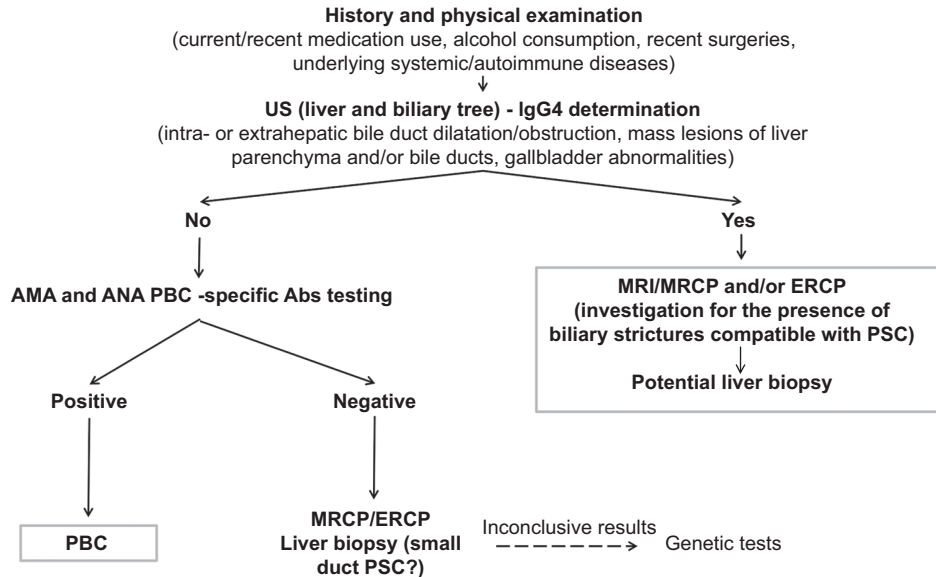 History and physical examination
(current/recent medication use, alcohol consumption, recent surgeries,
underlying systemic/autoimmune diseases)
US (liver and biliary tree) - IgG4 determination
(intra- or extrahepatic bile duct dilatation/obstruction, mass lesions of liver
parenchyma and/or bile ducts, gallbladder abnormalities)
No
Yes
AMA and ANA PBC -specific Abs testing
MRI/MRCP and/or ERCP
(investigation for the presence of
biliary strictures compatible with PSC)
Potential liver biopsy
Positive
Negative
PBC
MRCP/ERCP
Liver biopsy (small
duct PSC?)
Inconclusive results
Genetic tests